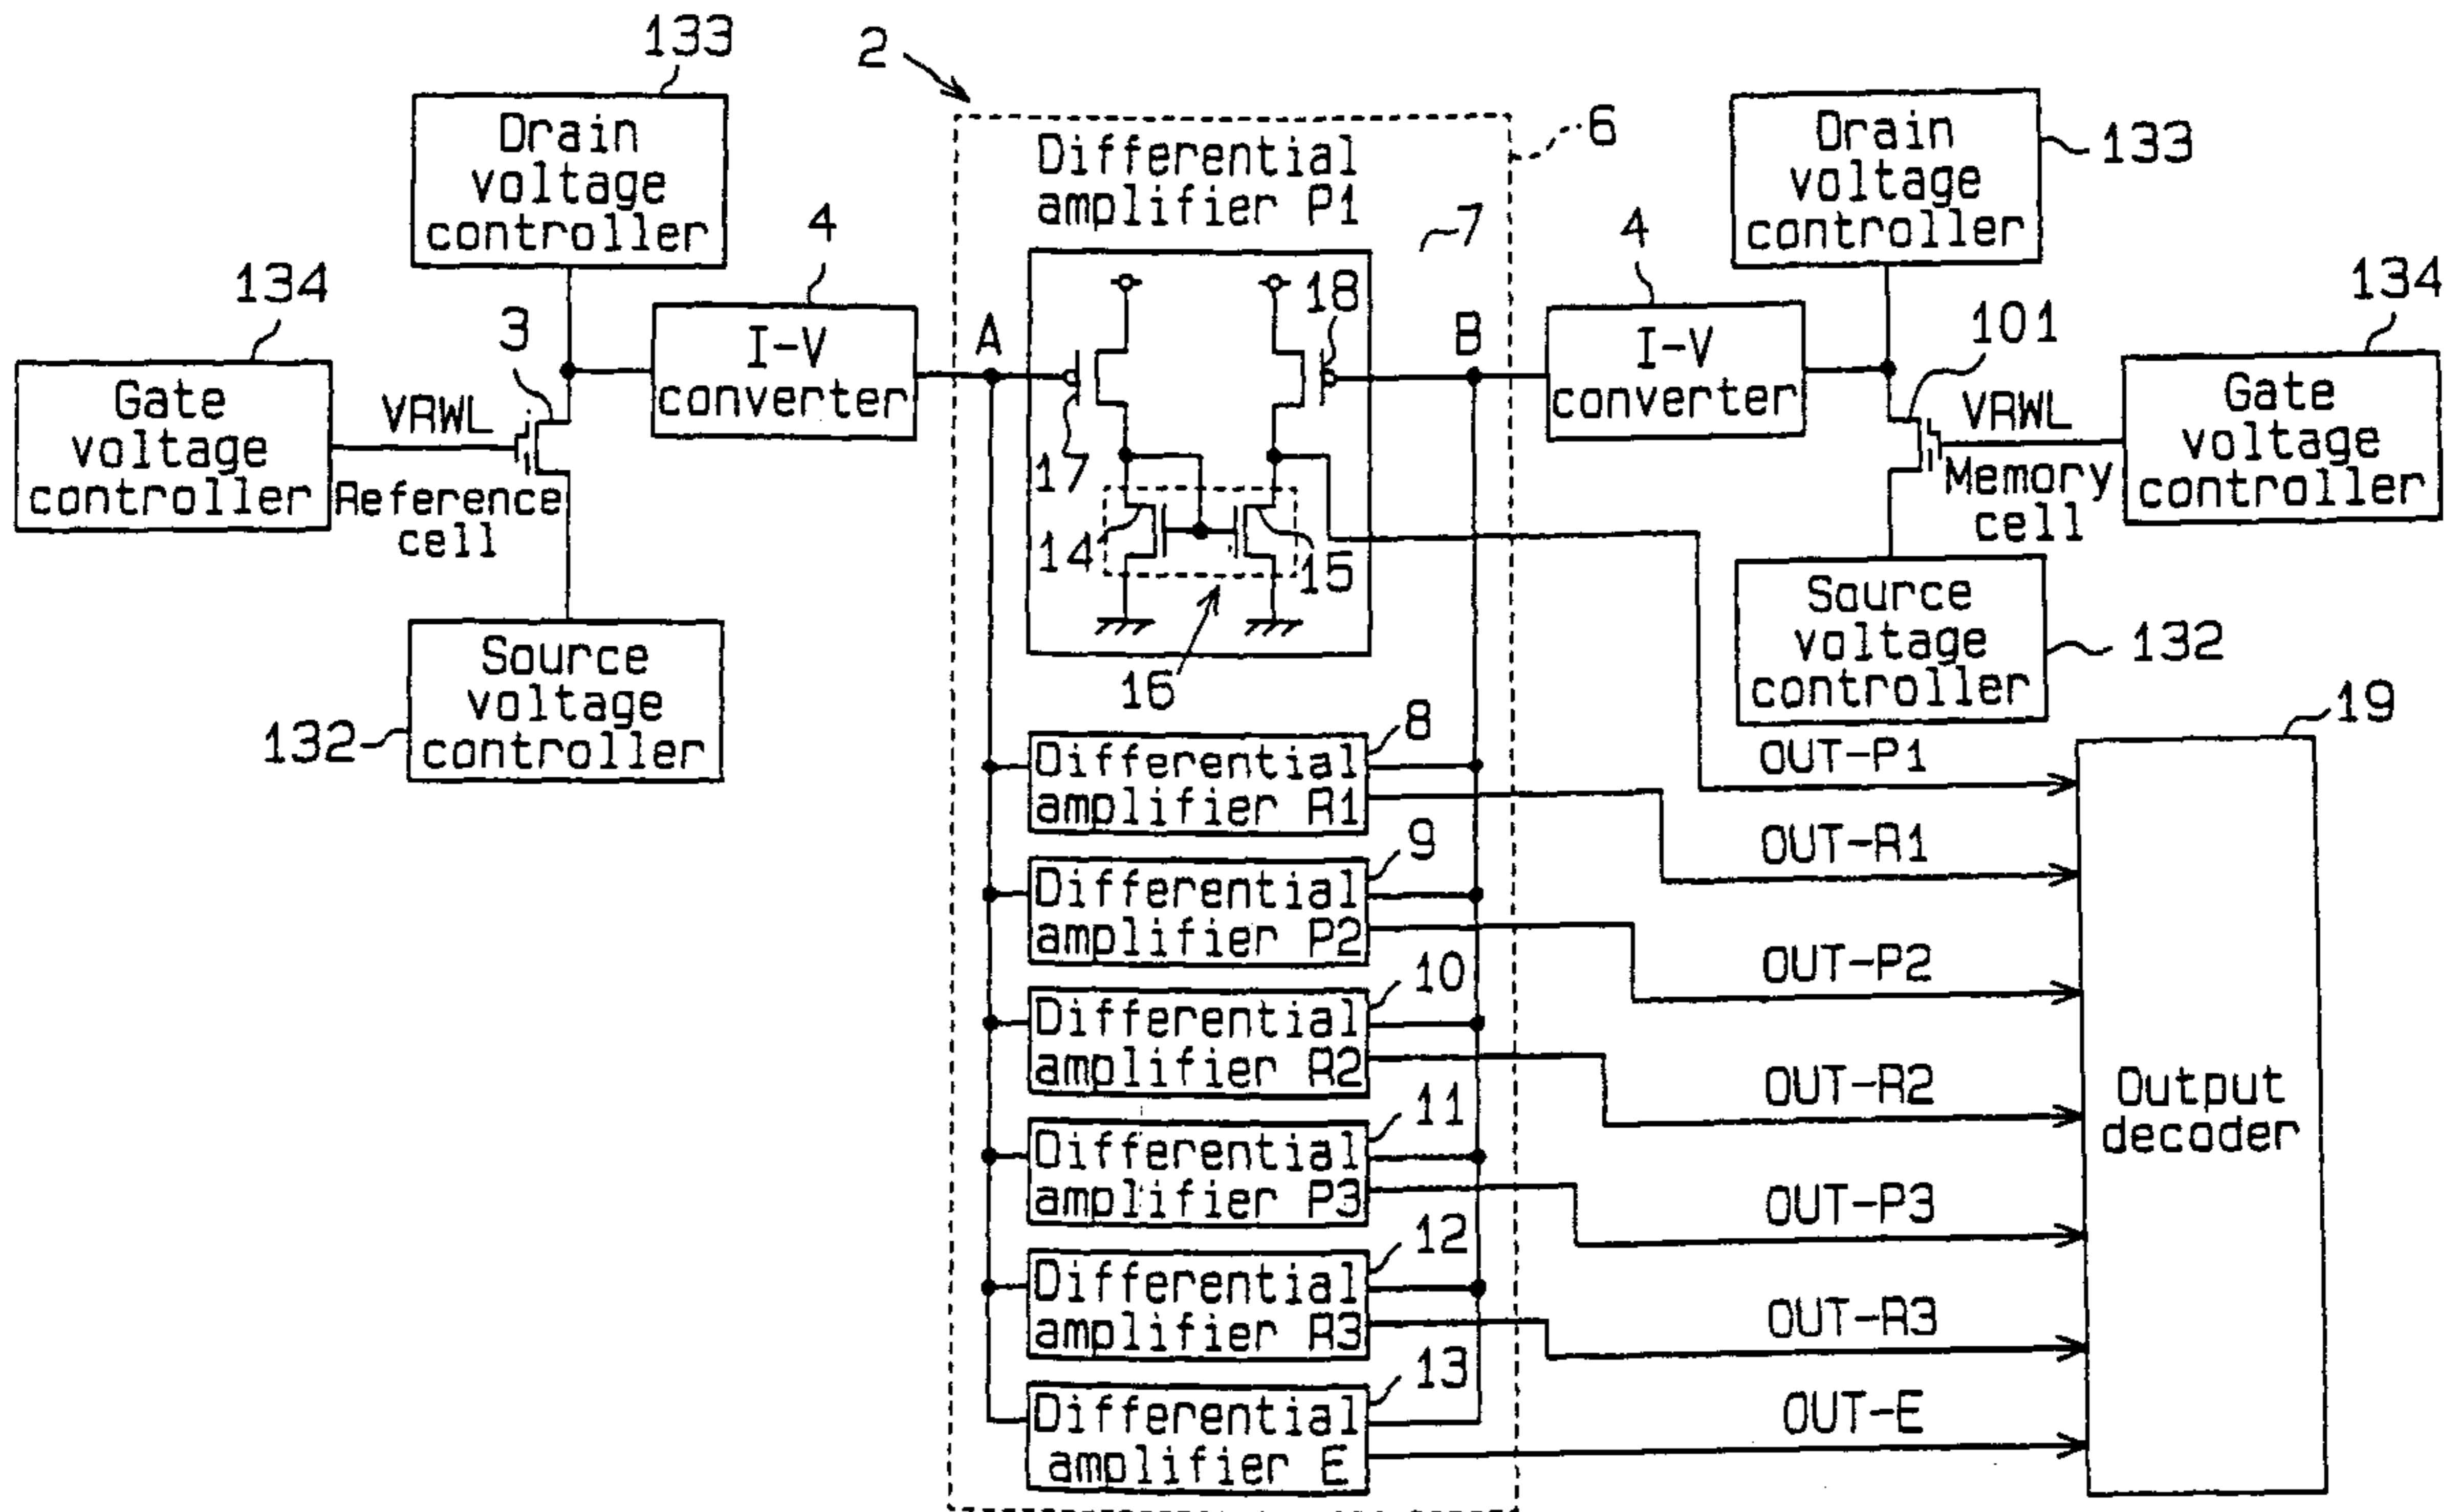 133
2
Drain
voltage
controller
134
3
4
Gate
voltage
controller
VRWL
Reference
cell
I-V
converter
Source
voltage
controller
132
6
Differential
amplifier P1
7
A
B
17
18
14
15
16
4
I-V
converter
Drain
voltage
controller
133
101
134
VRWL
Memory
cell
Gate
voltage
controller
Source
voltage
controller
132
8
Differential
amplifier R1
9
Differential
amplifier P2
10
Differential
amplifier R2
11
Differential
amplifier P3
12
Differential
amplifier R3
13
Differential
amplifier E
OUT-P1
OUT-R1
OUT-P2
OUT-R2
OUT-P3
OUT-R3
OUT-E
19
Output
decoder